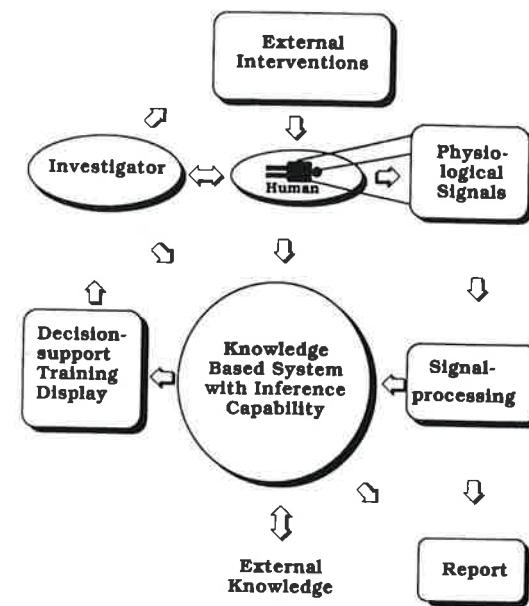 External
Interventions
Investigator
Human
Physio-
logical
Signals
Decision-
support
Training
Display
Knowledge
Based System
with Inference
Capability
Signal-
processing
External
Knowledge
Report